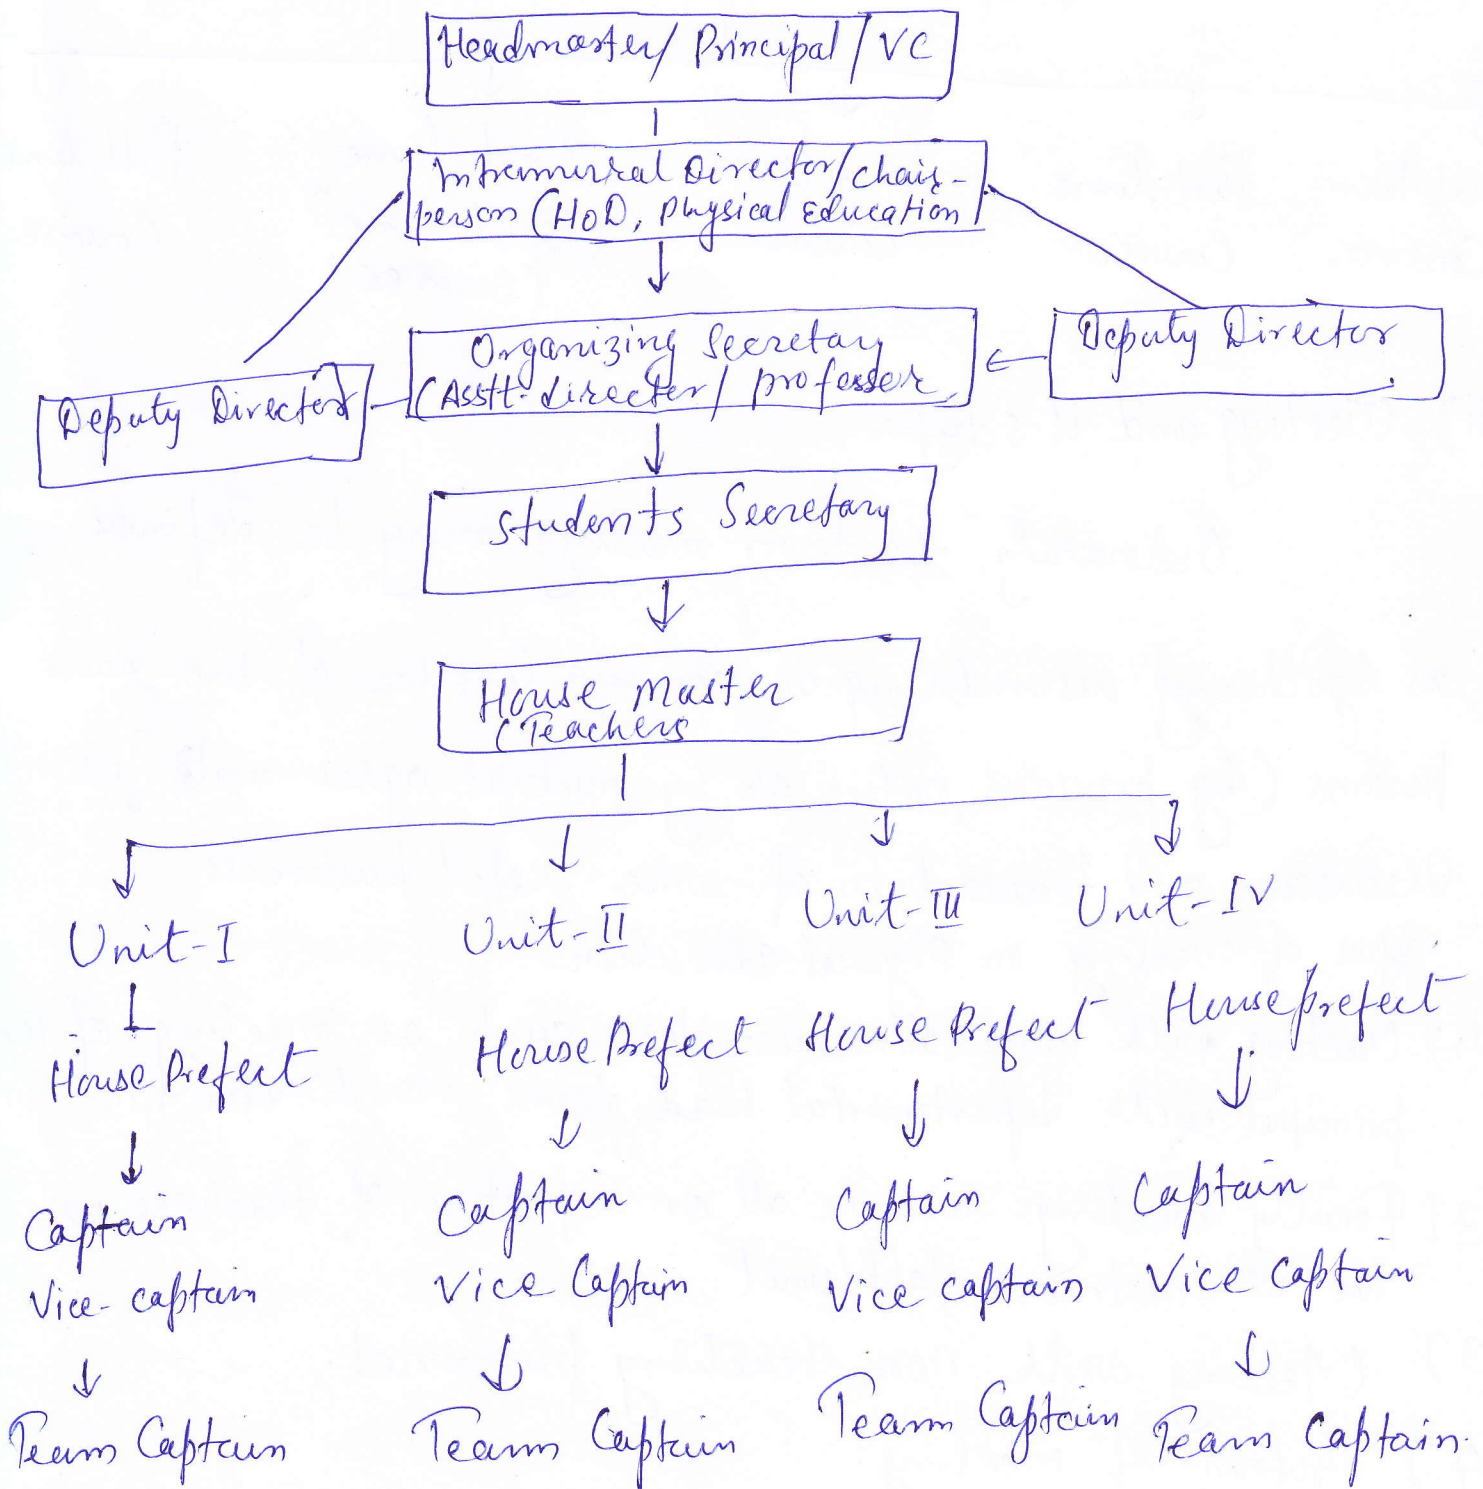 Headmaster/ Principal / VC
Intramural Director/chair-
person (HoD, Physical Education
Organizing Secretary
(Asstt. director/ professor
Deputy Director
Deputy Director
Students Secretary
House Master
(Teachers
Unit-I
Unit-II
Unit-III
Unit-IV
House Prefect
House Prefect
House Prefect
House prefect
Captain
Captain
Captain
Captain
Vice-captain
Vice Captain
Vice captain
Vice Captain
Team Captain
Team Captain
Team Captain
Team Captain.